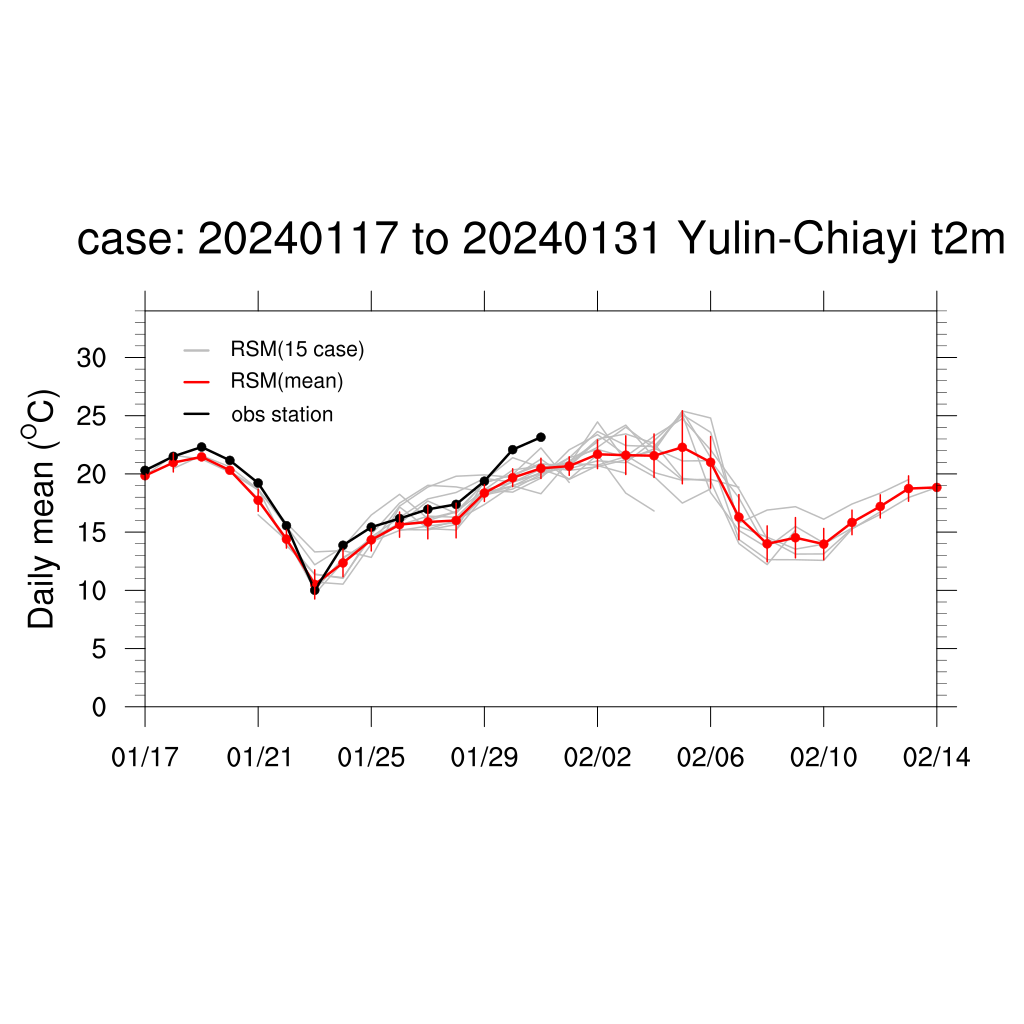 case: 20240117 to 20240131 Yulin-Chiayi t2m
RSM(15 case)
RSM(mean)
obs station
Daily mean (°C)
30
25
20
15
10
5
0
01/17 01/21 01/25 01/29 02/02 02/06 02/10 02/14